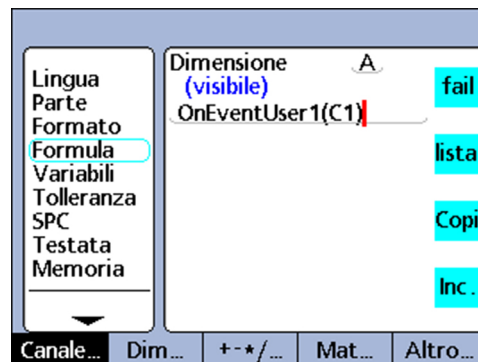 Lingua
Parte
Formato
Formula
Variabili
Tolleranza
SPC
Testata
Memoria
Dimensione A
(visibile)
OnEventUser1(C1)
fail
lista
Copi
Inc.
Canale... Dim... +-*/... Mat... Altro...